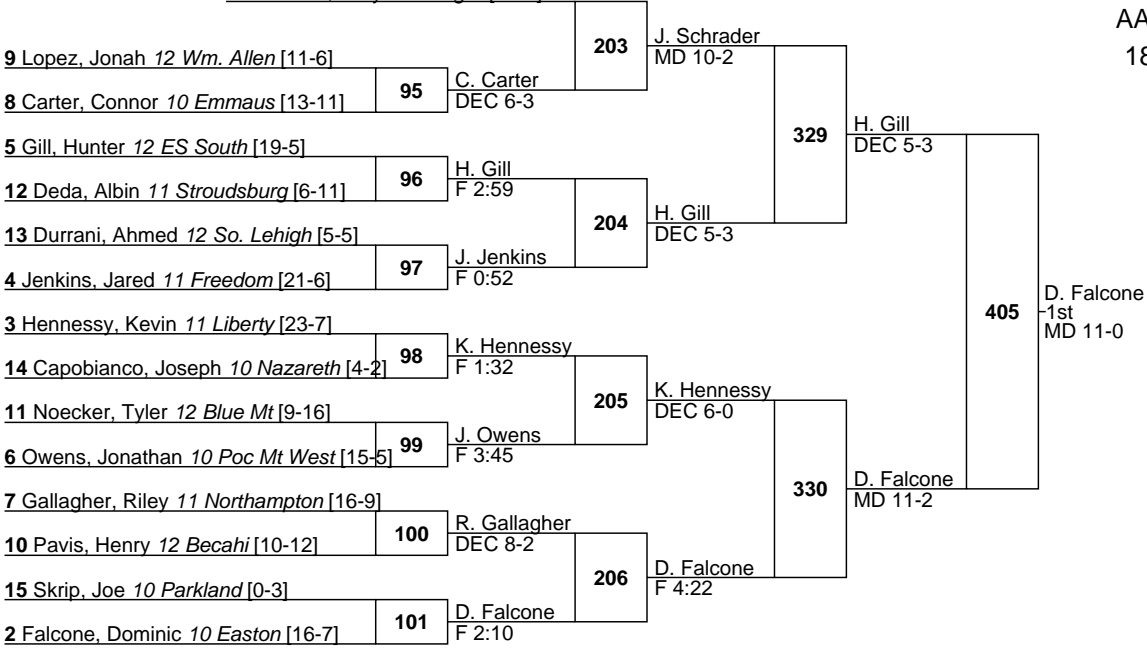 AA
203
J. Schrader
MD 10-2
18
9 Lopez, Jonah 12 Wm. Allen [11-6]
95
C. Carter
DEC 6-3
8 Carter, Connor 10 Emmaus [13-11]
329
H. Gill
DEC 5-3
5 Gill, Hunter 12 ES South [19-5]
96
H. Gill
F 2:59
12 Deda, Albin 11 Stroudsburg [6-11]
204
H. Gill
DEC 5-3
13 Durrani, Ahmed 12 So. Lehigh [5-5]
97
J. Jenkins
F 0:52
4 Jenkins, Jared 11 Freedom [21-6]
405
D. Falcone
1st
MD 11-0
3 Hennessy, Kevin 11 Liberty [23-7]
98
K. Hennessy
F 1:32
14 Capobianco, Joseph 10 Nazareth [4-2]
205
K. Hennessy
DEC 6-0
11 Noecker, Tyler 12 Blue Mt [9-16]
99
J. Owens
F 3:45
6 Owens, Jonathan 10 Poc Mt West [15-5]
330
D. Falcone
MD 11-2
7 Gallagher, Riley 11 Northampton [16-9]
100
R. Gallagher
DEC 8-2
10 Pavis, Henry 12 Becahi [10-12]
206
D. Falcone
F 4:22
15 Skrip, Joe 10 Parkland [0-3]
101
D. Falcone
F 2:10
2 Falcone, Dominic 10 Easton [16-7]